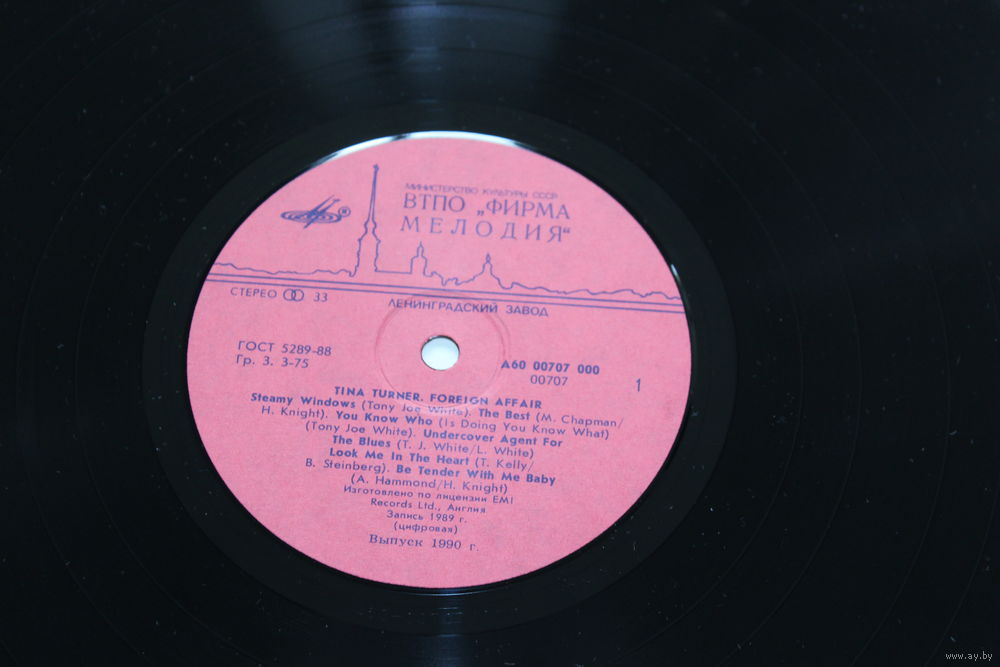 МИНИСТЕРСТВО КУЛЬТУРЫ СССР
ВТПО „ФИРМА
МЕЛОДИЯ“
®
СТЕРЕО 33
ЛЕНИНГРАДСКИЙ ЗАВОД
ГОСТ 5289-88
Гр. 3. 3-75
А60 00707 000
00707
1
TINA TURNER. FOREIGN AFFAIR
Steamy Windows (Tony Joe White). The Best (M. Chapman/
H. Knight). You Know Who (Is Doing You Know What)
(Tony Joe White). Undercover Agent For
The Blues (T. J. White/L. White)
Look Me In The Heart (T. Kelly/
B. Steinberg). Be Tender With Me Baby
(A. Hammond/H. Knight)
Изготовлено по лицензии EMI
Records Ltd., Англия
Запись 1989 г.
(цифровая)
Выпуск 1990 г.
www.ay.by